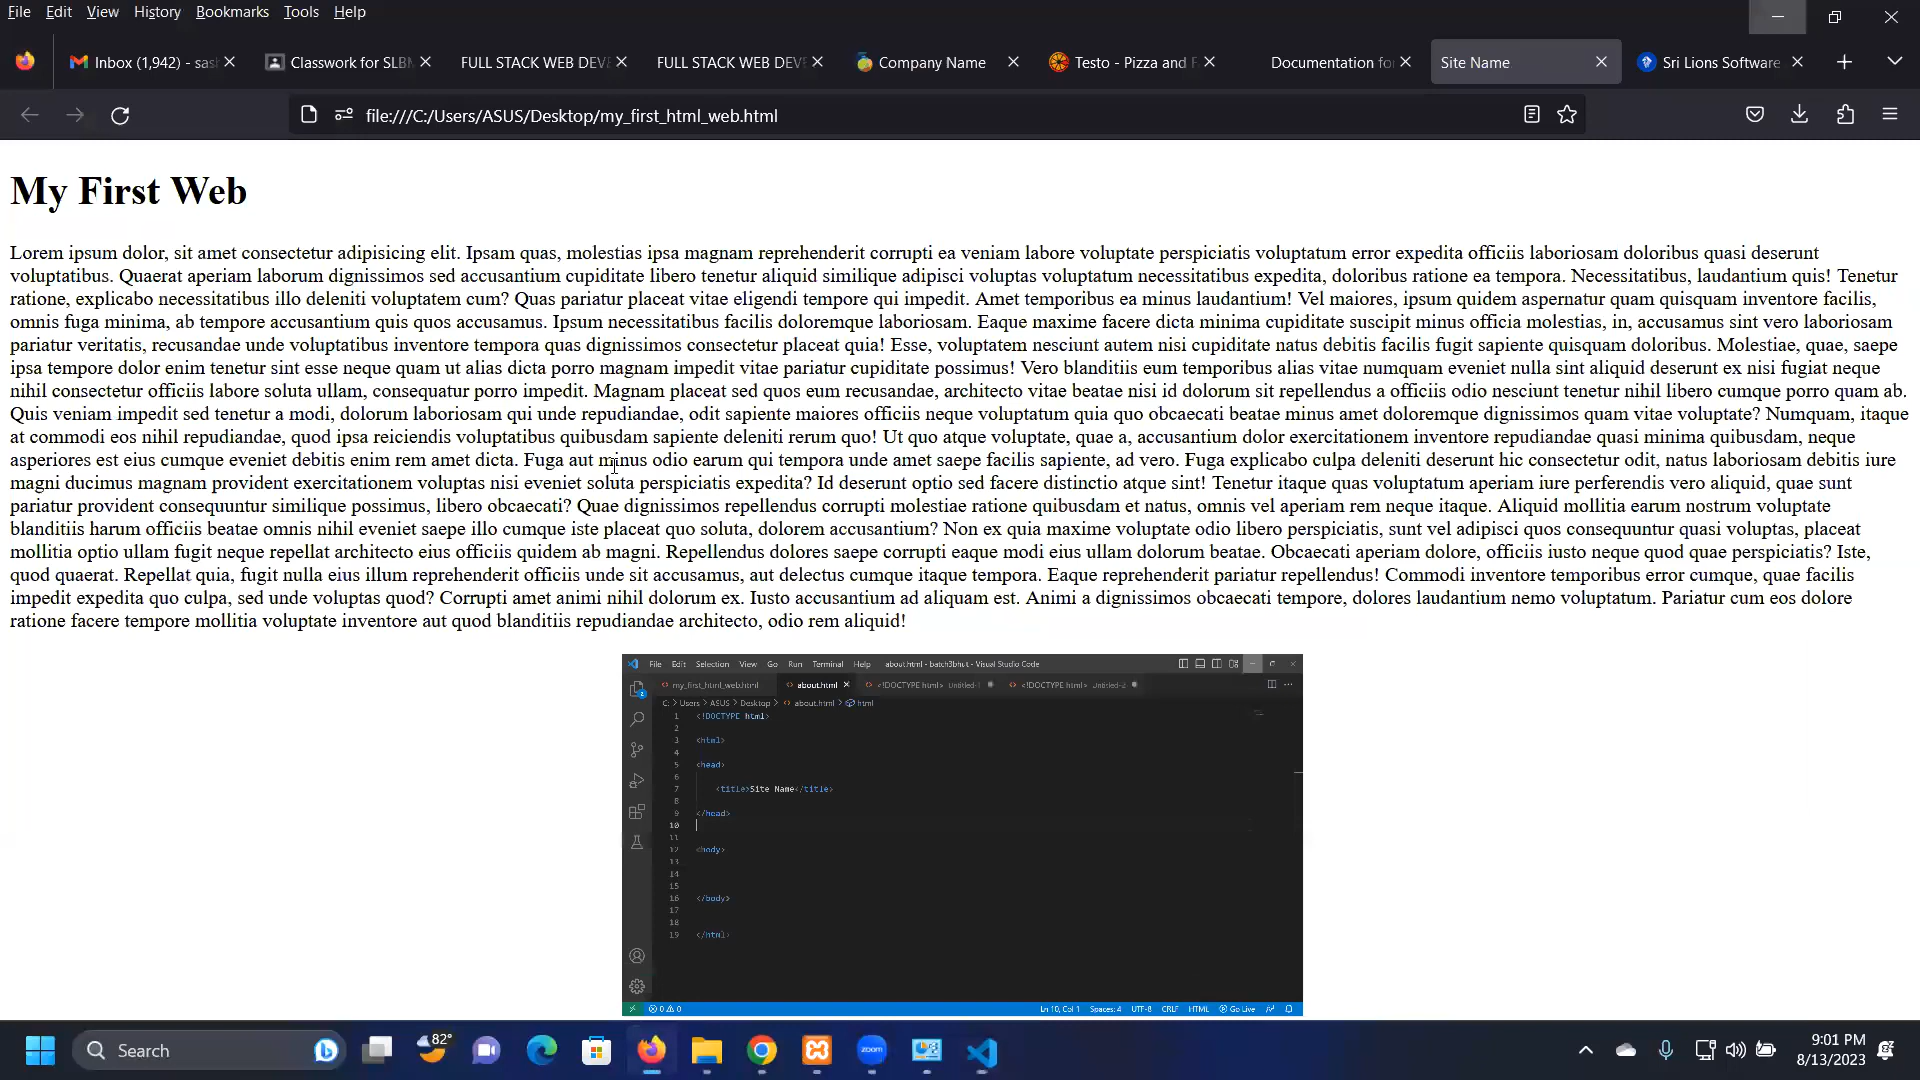 File Edit View History Bookmarks Tools Help
Inbox (1,942) - sas
Classwork for SLBM
FULL STACK WEB DEVE
FULL STACK WEB DEVE
Company Name
Testo - Pizza and F
Documentation fo
Site Name
Sri Lions Software
file:///C:/Users/ASUS/Desktop/my_first_html_web.html
My First Web
Lorem ipsum dolor, sit amet consectetur adipisicing elit. Ipsam quas, molestias ipsa magnam reprehenderit corrupti ea veniam labore voluptate perspiciatis voluptatum error expedita officiis laboriosam doloribus quasi deserunt
voluptatibus. Quaerat aperiam laborum dignissimos sed accusantium cupiditate libero tenetur aliquid similique adipisci voluptas voluptatum necessitatibus expedita, doloribus ratione ea tempora. Necessitatibus, laudantium quis! Tenetur
ratione, explicabo necessitatibus illo deleniti voluptatem cum? Quas pariatur placeat vitae eligendi tempore qui impedit. Amet temporibus ea minus laudantium! Vel maiores, ipsum quidem aspernatur quam quisquam inventore facilis,
omnis fuga minima, ab tempore accusantium quis quos accusamus. Ipsum necessitatibus facilis doloremque laboriosam. Eaque maxime facere dicta minima cupiditate suscipit minus officia molestias, in, accusamus sint vero laboriosam
pariatur veritatis, recusandae unde voluptatibus inventore tempora quas dignissimos consectetur placeat quia! Esse, voluptatem nesciunt autem nisi cupiditate natus debitis facilis fugit sapiente quisquam doloribus. Molestiae, quae, saepe
ipsa tempore dolor enim tenetur sint esse neque quam ut alias dicta porro magnam impedit vitae pariatur cupiditate possimus! Vero blanditiis eum temporibus alias vitae numquam eveniet nulla sint aliquid deserunt ex nisi fugiat neque
nihil consectetur officiis labore soluta ullam, consequatur porro impedit. Magnam placeat sed quos eum recusandae, architecto vitae beatae nisi id dolorum sit repellendus a officiis odio nesciunt tenetur nihil libero cumque porro quam ab.
Quis veniam impedit sed tenetur a modi, dolorum laboriosam qui unde repudiandae, odit sapiente maiores officiis neque voluptatum quia quo obcaecati beatae minus amet doloremque dignissimos quam vitae voluptate? Numquam, itaque
at commodi eos nihil repudiandae, quod ipsa reiciendis voluptatibus quibusdam sapiente deleniti rerum quo! Ut quo atque voluptate, quae a, accusantium dolor exercitationem inventore repudiandae quasi minima quibusdam, neque
asperiores est eius cumque eveniet debitis enim rem amet dicta. Fuga aut minus odio earum qui tempora unde amet saepe facilis sapiente, ad vero. Fuga explicabo culpa deleniti deserunt hic consectetur odit, natus laboriosam debitis iure
magni ducimus magnam provident exercitationem voluptas nisi eveniet soluta perspiciatis expedita? Id deserunt optio sed facere distinctio atque sint! Tenetur itaque quas voluptatum aperiam iure perferendis vero aliquid, quae sunt
pariatur provident consequuntur similique possimus, libero obcaecati? Quae dignissimos repellendus corrupti molestiae ratione quibusdam et natus, omnis vel aperiam rem neque itaque. Aliquid mollitia earum nostrum voluptate
blanditiis harum officiis beatae omnis nihil eveniet saepe illo cumque iste placeat quo soluta, dolorem accusantium? Non ex quia maxime voluptate odio libero perspiciatis, sunt vel adipisci quos consequuntur quasi voluptas, placeat
mollitia optio ullam fugit neque repellat architecto eius officiis quidem ab magni. Repellendus dolores saepe corrupti eaque modi eius ullam dolorum beatae. Obcaecati aperiam dolore, officiis iusto neque quod quae perspiciatis? Iste,
quod quaerat. Repellat quia, fugit nulla eius illum reprehenderit officiis unde sit accusamus, aut delectus cumque itaque tempora. Eaque reprehenderit pariatur repellendus! Commodi inventore temporibus error cumque, quae facilis
impedit expedita quo culpa, sed unde voluptas quod? Corrupti amet animi nihil dolorum ex. Iusto accusantium ad aliquam est. Animi a dignissimos obcaecati tempore, dolores laudantium nemo voluptatum. Pariatur cum eos dolore
ratione facere tempore mollitia voluptate inventore aut quod blanditiis repudiandae architecto, odio rem aliquid!
File Edit Selection View Go Run Terminal Help about.html - batch3bhut - Visual Studio Code
my_first_html_web.html about.html <!DOCTYPE html> Untitled-1 <!DOCTYPE html> Untitled-2
C: > Users > ASUS > Desktop > about.html > html
1 <!DOCTYPE html>
2
3 <html>
4
5 <head>
6
7 <title>Site Name</title>
8
9 </head>
10
11
12 <body>
13
14
15
16 </body>
17
18
19 </html>
0 0 Ln 10, Col 1 Spaces: 4 UTF-8 CRLF HTML Go Live
Search 82° zoom 9:01 PM
8/13/2023